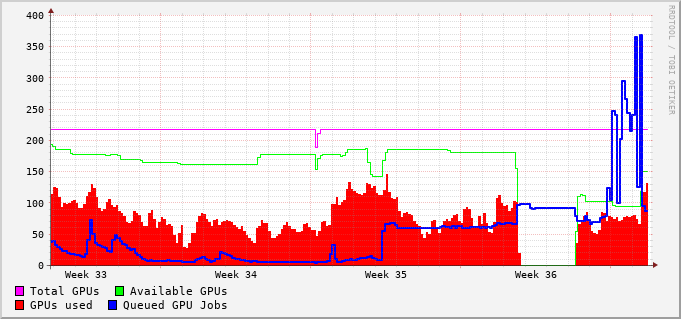 400
350
300
250
200
150
100
50
0
Week 33 Week 34 Week 35 Week 36
Total GPUs Available GPUs
GPUs used Queued GPU Jobs
RRDTOOL / TOBI OETIKER